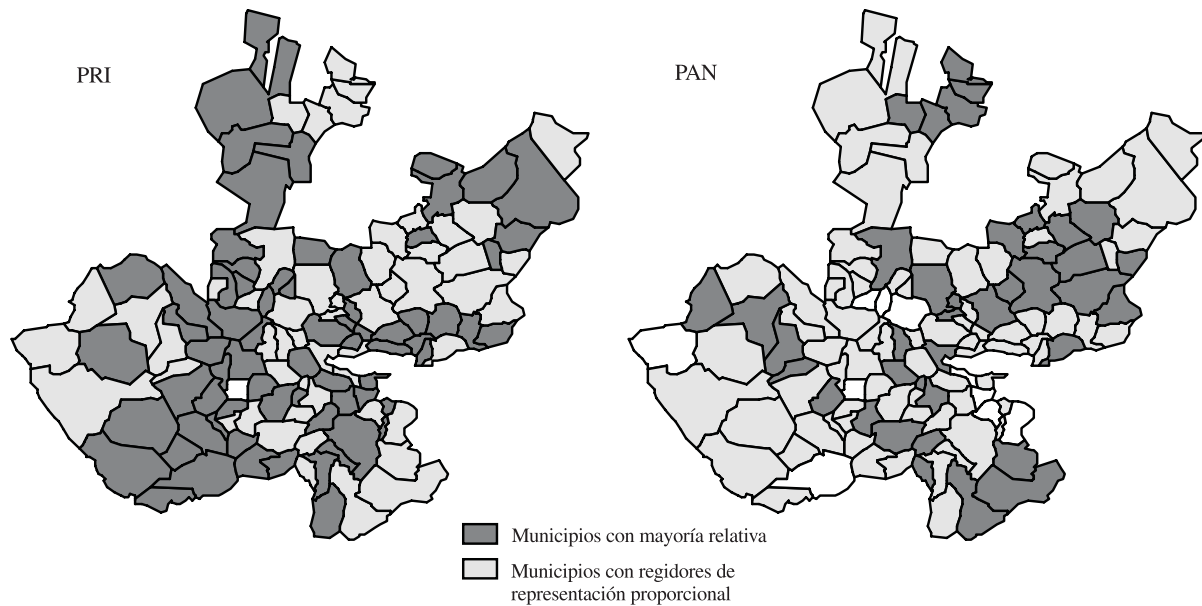 PRI
PAN
Municipios con mayoría relativa
Municipios con regidores de
representación proporcional